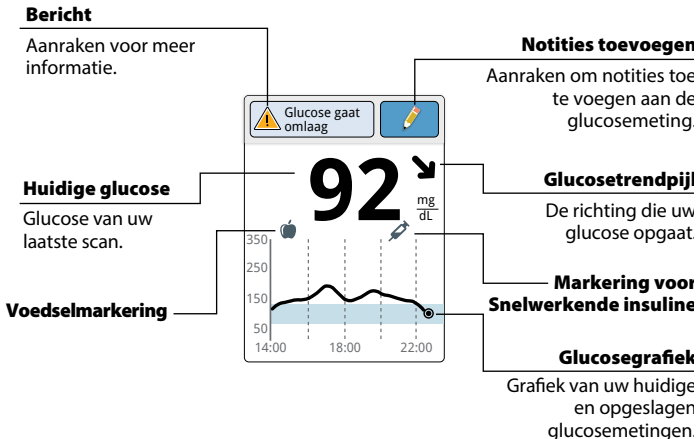 Bericht
Aanraken voor meer
informatie.
Notities toevoegen
Aanraken om notities toe
te voegen aan de
glucosemeting.
Glucose gaat
omlaag
Huidige glucose
Glucose van uw
laatste scan.
92
mg
dL
Glucosetrendpijl
De richting die uw
glucose opgaat.
Voedselmarkering
Markering voor
Snelwerkende insuline
350
250
150
50
14:00 18:00 22:00
Glucosegrafiek
Grafiek van uw huidige
en opgeslagen
glucosemetingen.